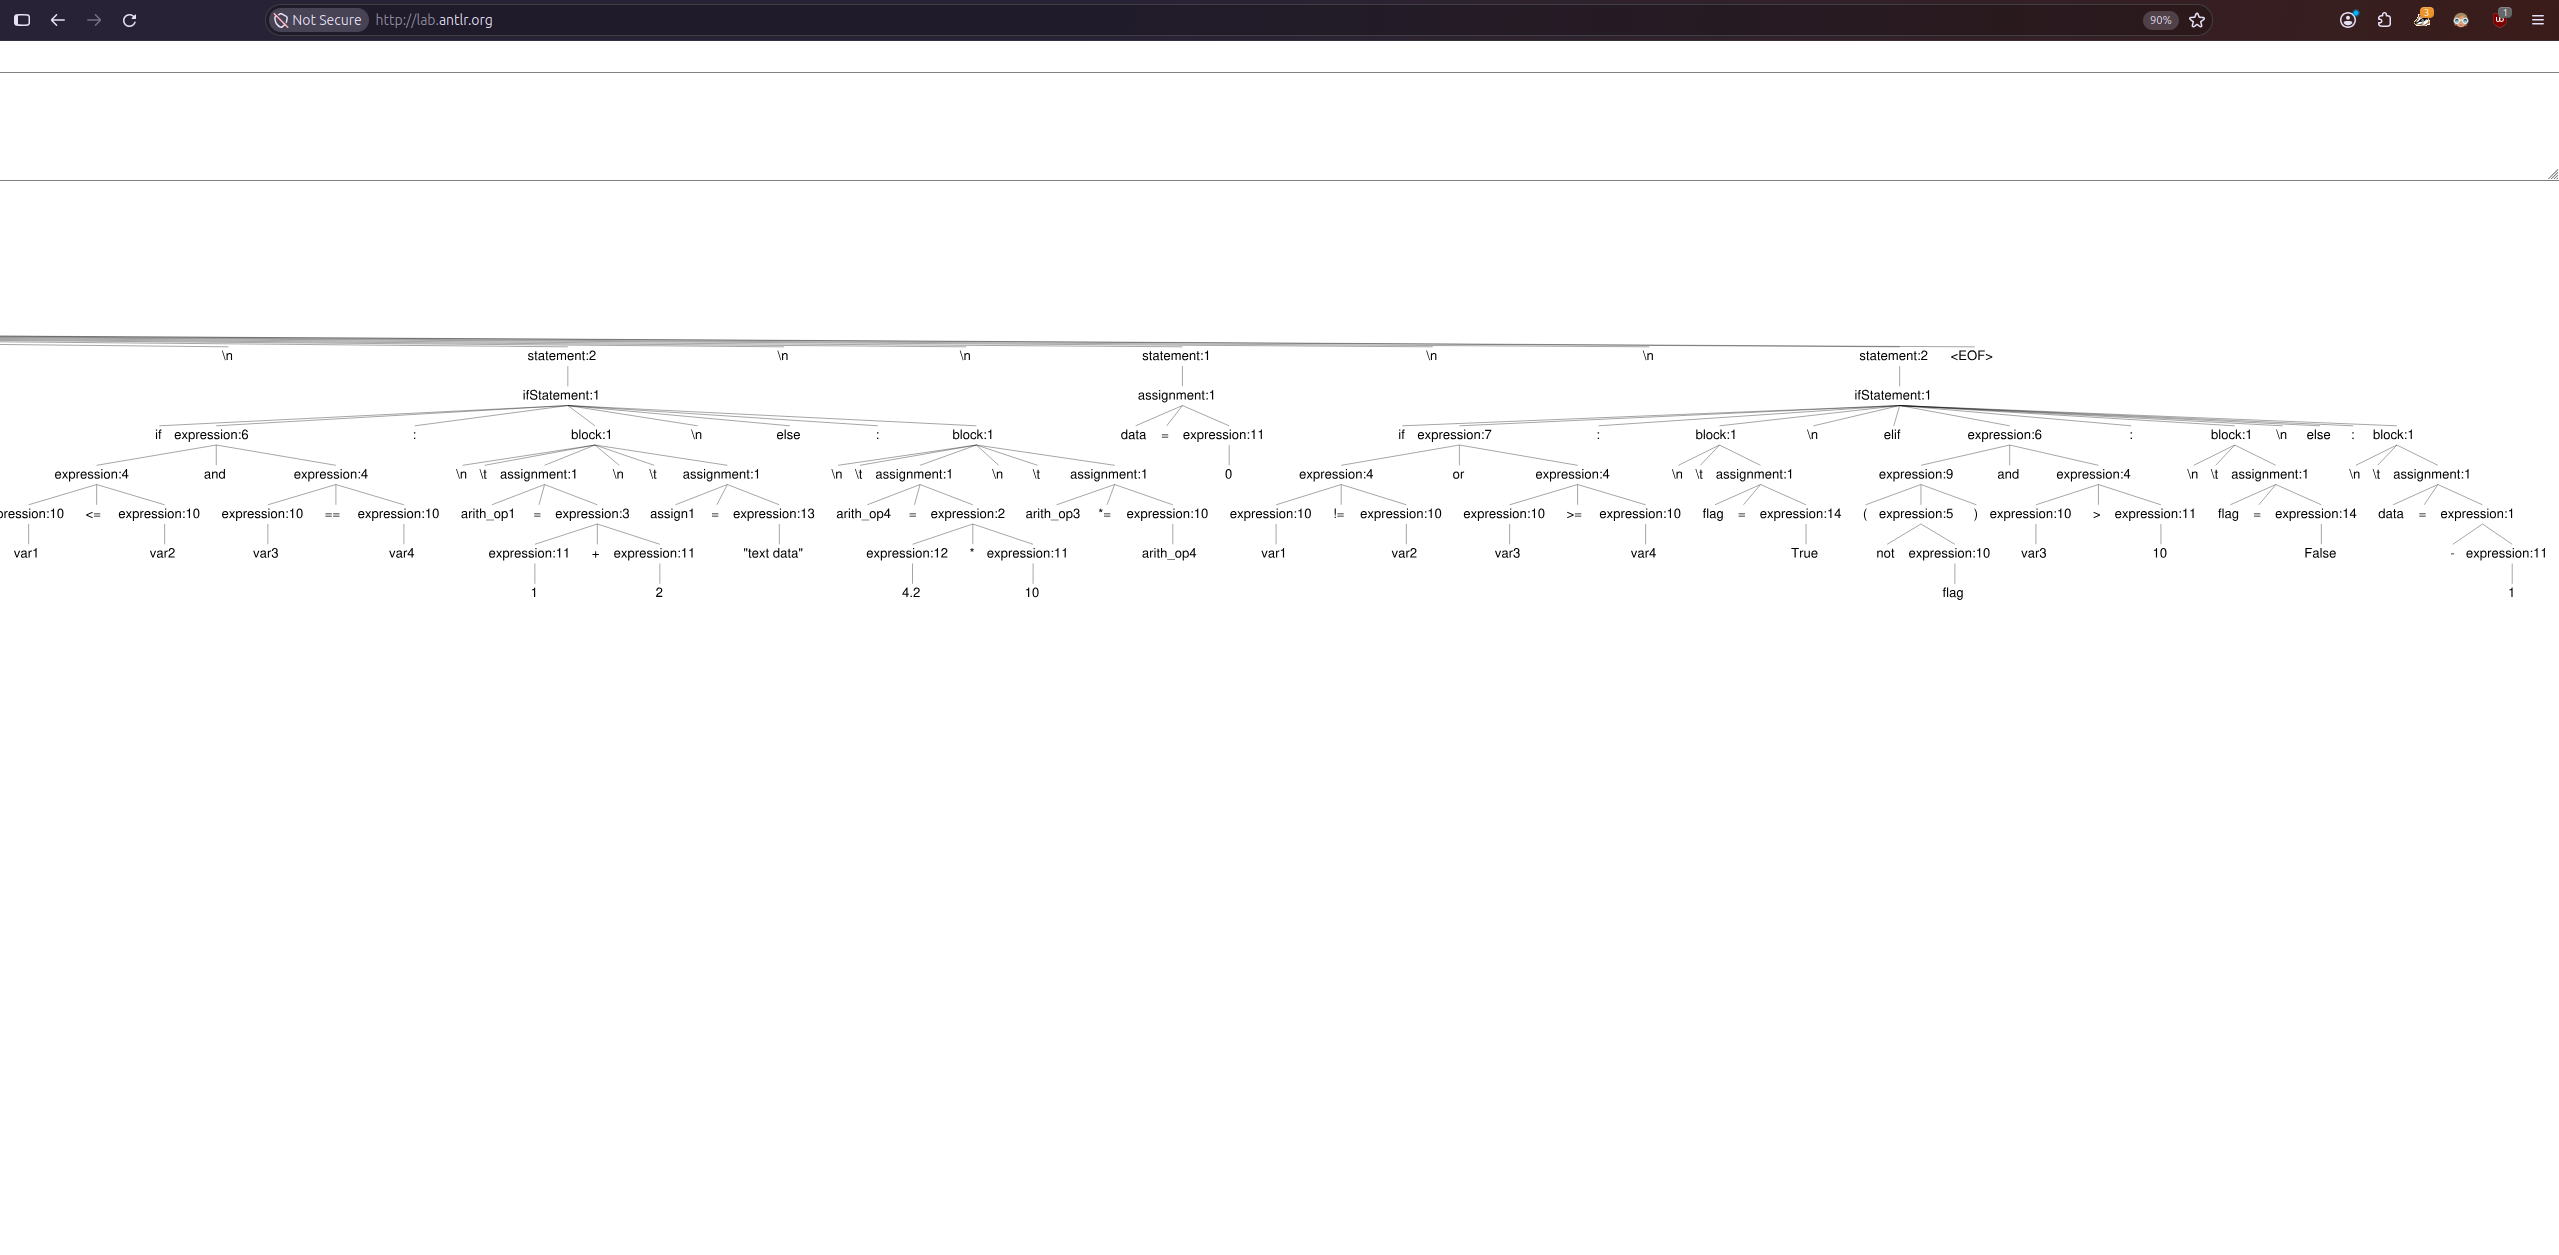 Not Secure http://lab.antlr.org 90% 3 1
\n statement:2 \n \n statement:1 \n \n statement:2 <EOF>
ifStatement:1 assignment:1 ifStatement:1
if expression:6 : block:1 \n else : block:1 data = expression:11 if expression:7 : block:1 \n elif expression:6 : block:1 \n else : block:1
expression:4 and expression:4 \n \t assignment:1 \n \t assignment:1 \n \t assignment:1 \n \t assignment:1 0 expression:4 or expression:4 \n \t assignment:1 expression:9 and expression:4 \n \t assignment:1 \n \t assignment:1
ression:10 <= expression:10 expression:10 == expression:10 arith_op1 = expression:3 assign1 = expression:13 arith_op4 = expression:2 arith_op3 *= expression:10 expression:10 != expression:10 expression:10 >= expression:10 flag = expression:14 ( expression:5 ) expression:10 > expression:11 flag = expression:14 data = expression:1
var1 var2 var3 var4 expression:11 + expression:11 "text data" expression:12 * expression:11 arith_op4 var1 var2 var3 var4 True not expression:10 var3 10 False - expression:11
1 2 4.2 10 flag 1